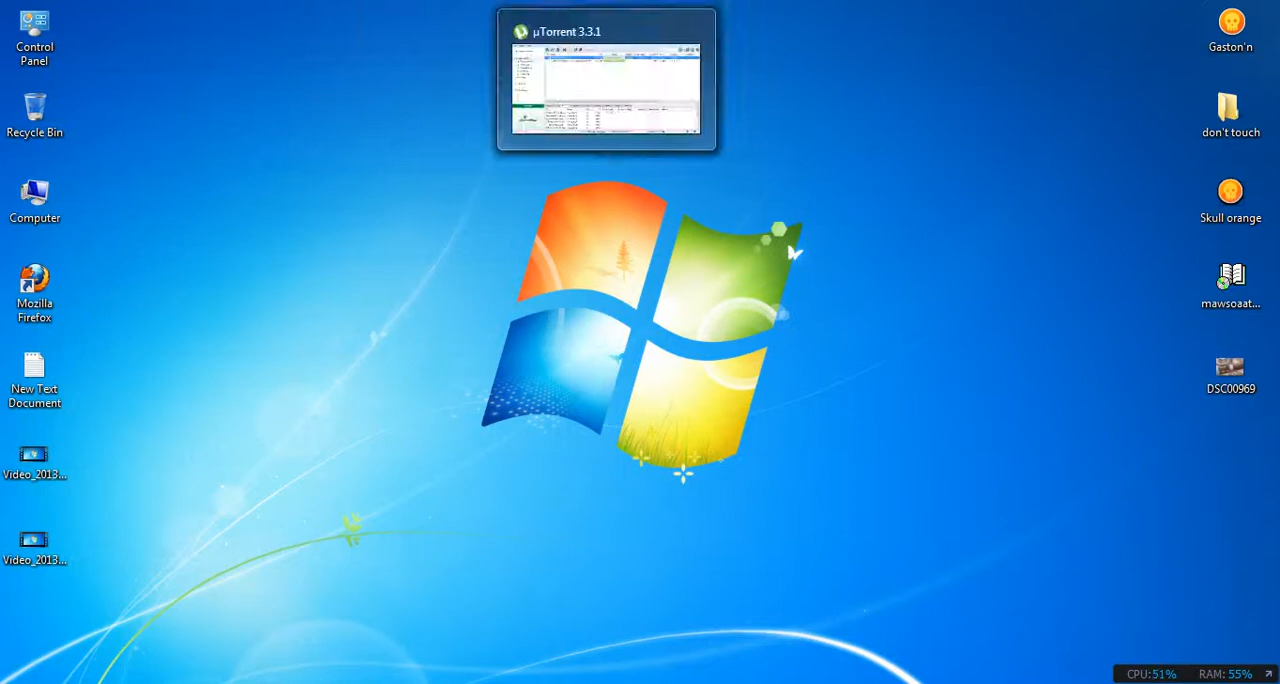 Control
Panel
Recycle Bin
Computer
Mozilla
Firefox
New Text
Document
Video_2013...
Video_2013...
µTorrent 3.3.1
Gaston'n
don't touch
Skull orange
mawsoaat...
DSC00969
CPU:51% RAM: 55%